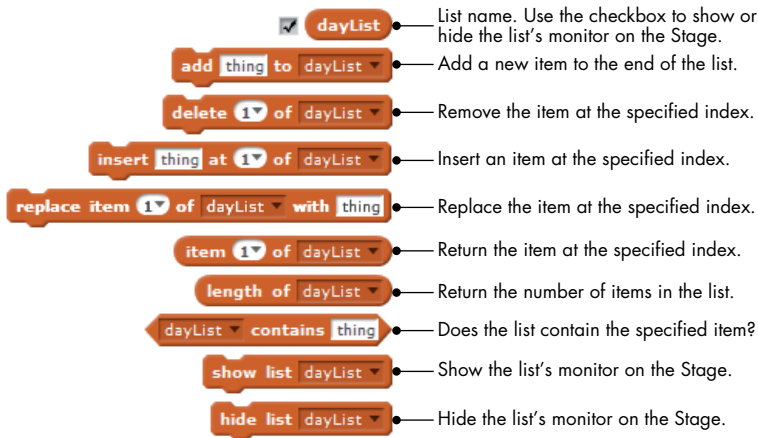 dayList List name. Use the checkbox to show or
hide the list's monitor on the Stage.
add thing to dayList Add a new item to the end of the list.
delete 1 of dayList Remove the item at the specified index.
insert thing at 1 of dayList Insert an item at the specified index.
replace item 1 of dayList with thing Replace the item at the specified index.
item 1 of dayList Return the item at the specified index.
length of dayList Return the number of items in the list.
dayList contains thing Does the list contain the specified item?
show list dayList Show the list's monitor on the Stage.
hide list dayList Hide the list's monitor on the Stage.